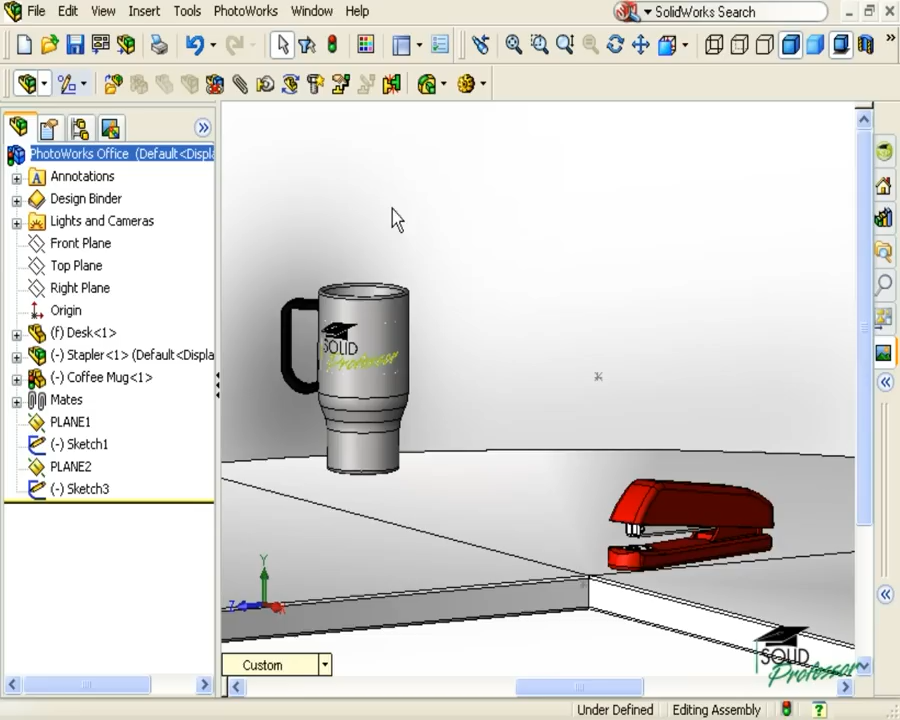 File Edit View Insert Tools PhotoWorks Window Help SolidWorks Search
PhotoWorks Office (Default<Displa
A Annotations
Design Binder
Lights and Cameras
Front Plane
Top Plane
Right Plane
Origin
(f) Desk<1>
(-) Stapler<1> (Default<Displa
(-) Coffee Mug<1>
Mates
PLANE1
(-) Sketch1
PLANE2
(-) Sketch3
SOLID
Professor
Y
Z
Custom
SOLID
Professor
Under Defined Editing Assembly ?